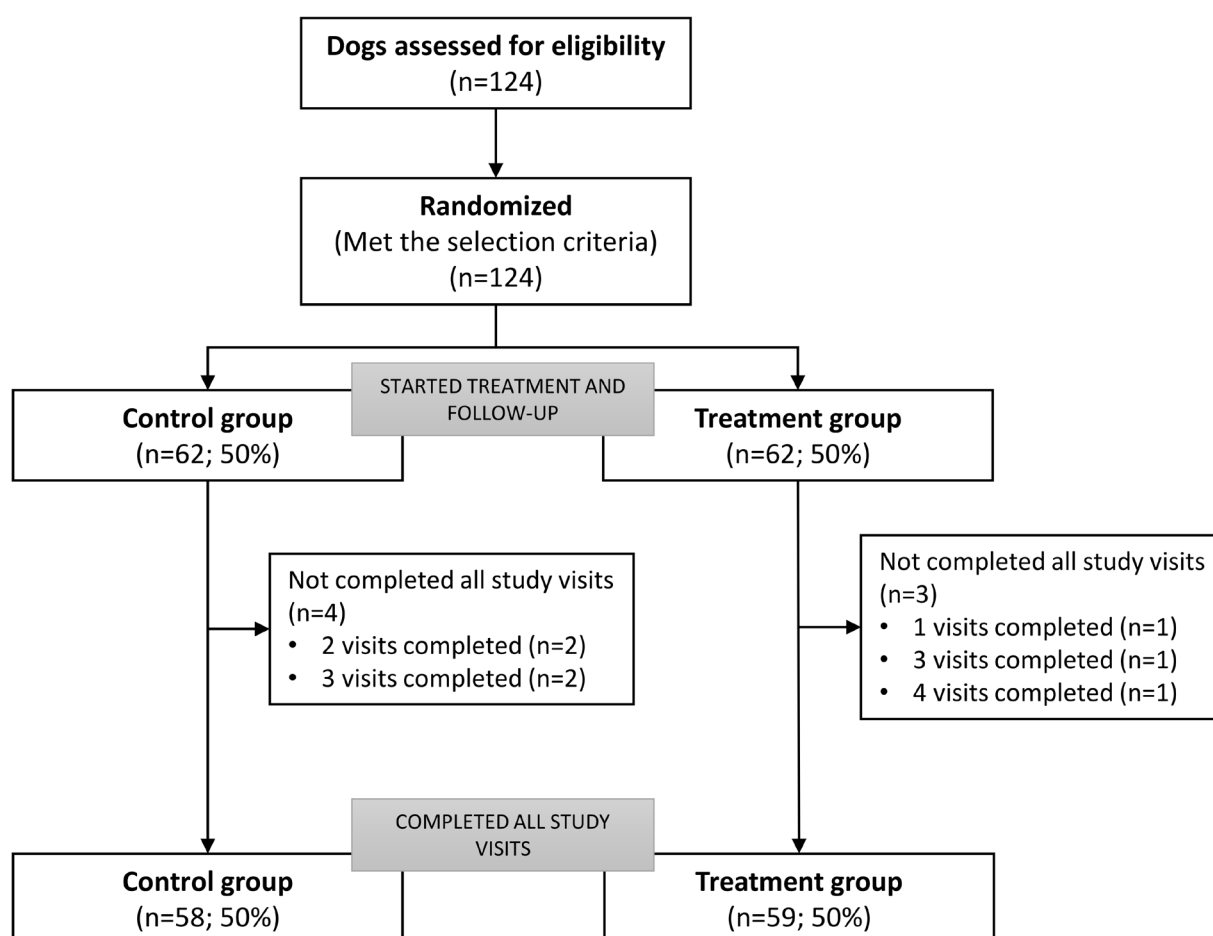 Dogs assessed for eligibility
(n=124)
Randomized
(Met the selection criteria)
(n=124)
STARTED TREATMENT AND
FOLLOW-UP
Control group
(n=62; 50%)
Treatment group
(n=62; 50%)
Not completed all study visits
(n=4)
• 2 visits completed (n=2)
• 3 visits completed (n=2)
Not completed all study visits
(n=3)
• 1 visits completed (n=1)
• 3 visits completed (n=1)
• 4 visits completed (n=1)
COMPLETED ALL STUDY
VISITS
Control group
(n=58; 50%)
Treatment group
(n=59; 50%)